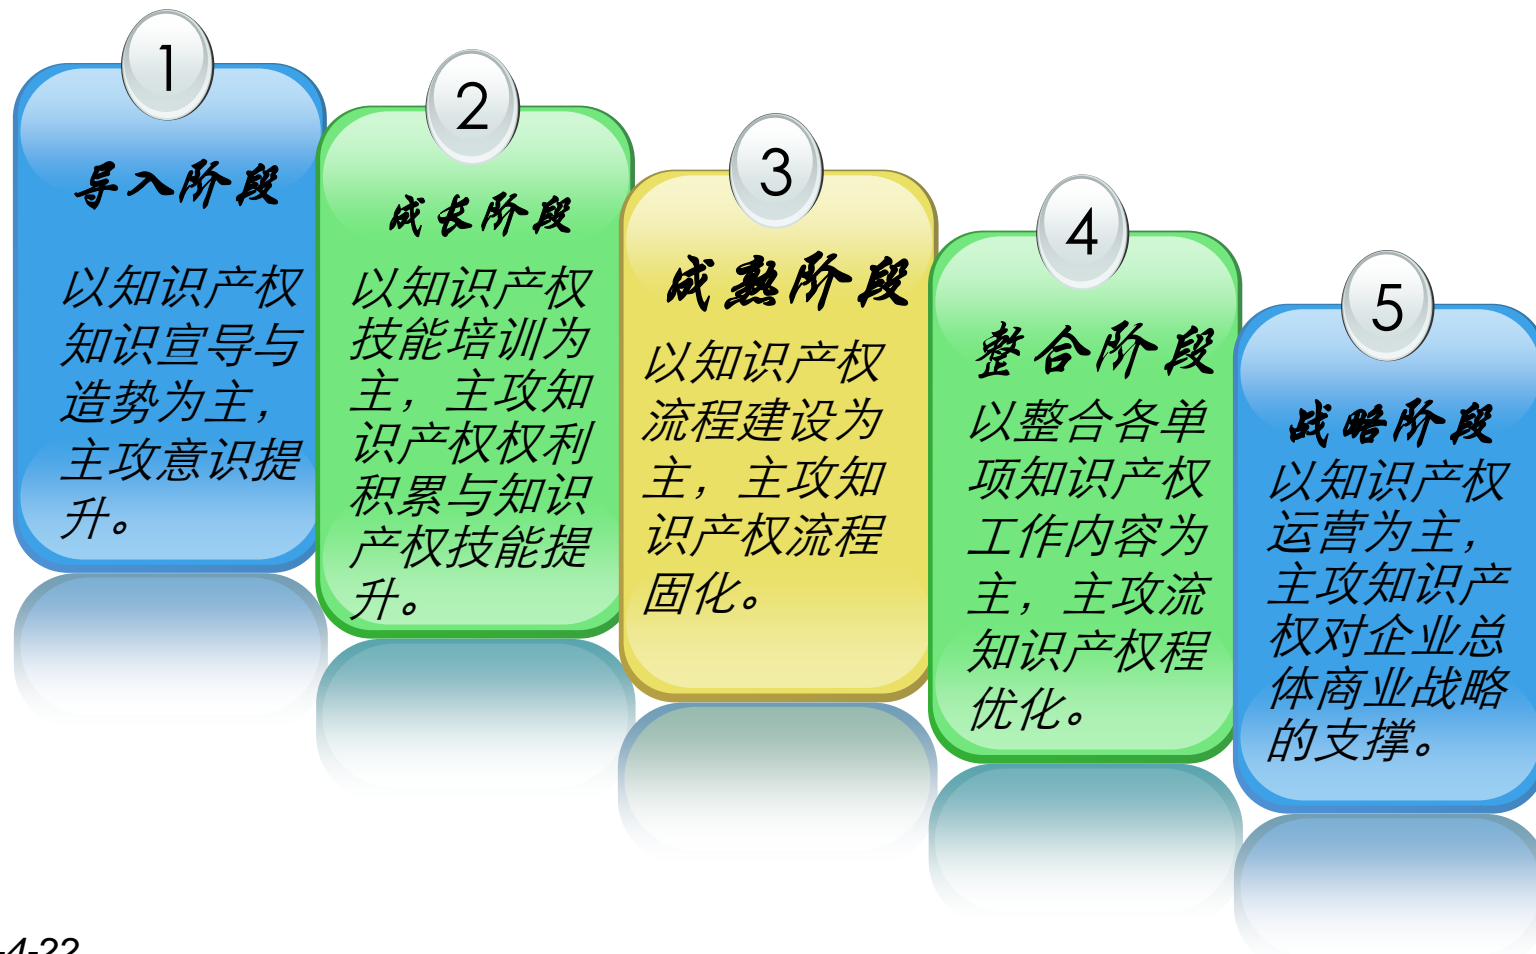 1
导入阶段
以知识产权
知识宣导与
造势为主，
主攻意识提
升。
2
成长阶段
以知识产权
技能培训为
主，主攻知
识产权权利
积累与知识
产权技能提
升。
3
成熟阶段
以知识产权
流程建设为
主，主攻知
识产权流程
固化。
4
整合阶段
以整合各单
项知识产权
工作内容为
主，主攻流
知识产权程
优化。
5
战略阶段
以知识产权
运营为主，
主攻知识产
权对企业总
体商业战略
的支撑。
-4-22